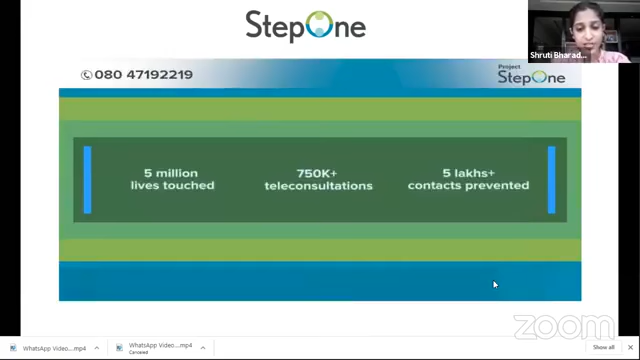 StepOne
Shruti Bharad...
080 47192219
Project
StepOne
5 million
lives touched
750K+
teleconsultations
5 lakhs+
contacts prevented
zoom
WhatsApp Video....mp4
WhatsApp Video....mp4
Canceled
Show all